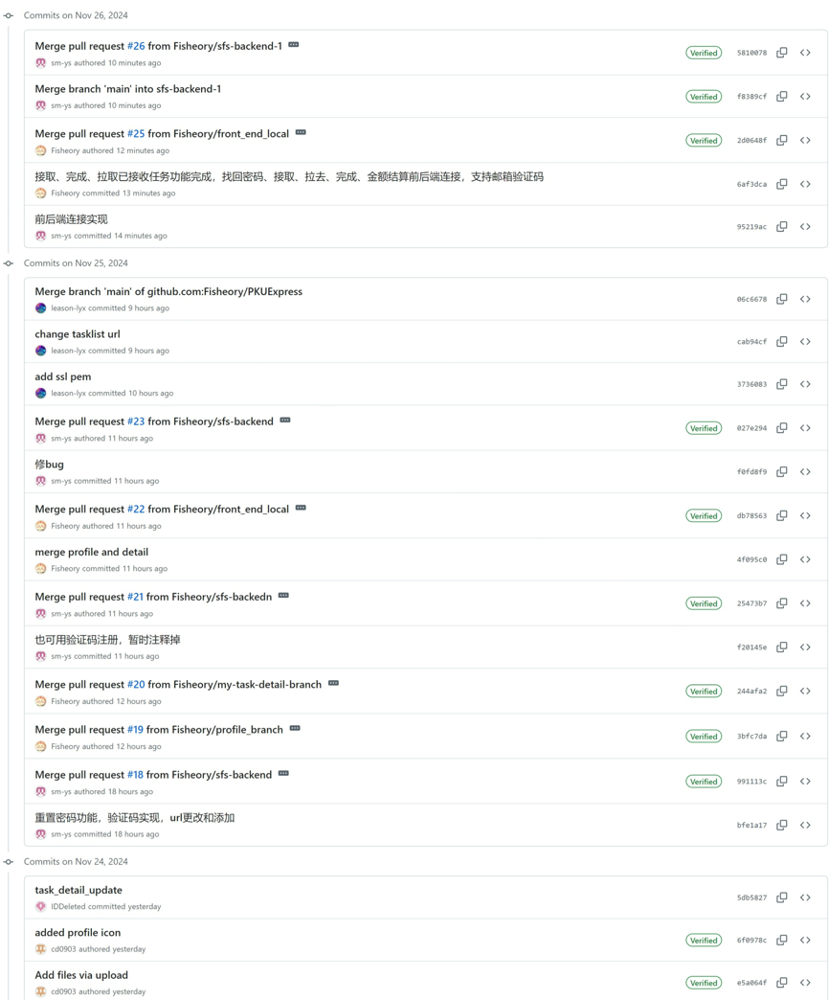 Commits on Nov 26, 2024
Merge pull request #26 from Fisheory/sfs-backend-1
sm-ys authored 10 minutes ago
Verified
5810078
Merge branch 'main' into sfs-backend-1
sm-ys authored 10 minutes ago
Verified
f8389cf
Merge pull request #25 from Fisheory/front_end_local
Fisheory authored 12 minutes ago
Verified
2d0648f
接取、完成、拉取已接收任务功能完成，找回密码、接取、拉去、完成、金额结算前后端连接，支持邮箱验证码
Fisheory committed 13 minutes ago
6af3dca
前后端连接实现
sm-ys committed 14 minutes ago
95219ac
Commits on Nov 25, 2024
Merge branch 'main' of github.com:Fisheory/PKUExpress
leason-lyx committed 9 hours ago
06c6678
change tasklist url
leason-lyx committed 9 hours ago
cab94cf
add ssl pem
leason-lyx committed 10 hours ago
3736083
Merge pull request #23 from Fisheory/sfs-backend
sm-ys authored 11 hours ago
Verified
027e294
修bug
sm-ys committed 11 hours ago
f0fd8f9
Merge pull request #22 from Fisheory/front_end_local
Fisheory authored 11 hours ago
Verified
db78563
merge profile and detail
Fisheory committed 11 hours ago
4f095c0
Merge pull request #21 from Fisheory/sfs-backedn
sm-ys authored 11 hours ago
Verified
25473b7
也可用验证码注册，暂时注释掉
sm-ys committed 11 hours ago
f20145e
Merge pull request #20 from Fisheory/my-task-detail-branch
Fisheory authored 12 hours ago
Verified
244afa2
Merge pull request #19 from Fisheory/profile_branch
Fisheory authored 12 hours ago
Verified
3bfc7da
Merge pull request #18 from Fisheory/sfs-backend
sm-ys authored 18 hours ago
Verified
991113c
重置密码功能，验证码实现，url更改和添加
sm-ys committed 18 hours ago
bfe1a17
Commits on Nov 24, 2024
task_detail_update
IDDeleted committed yesterday
5db5827
added profile icon
cd0903 authored yesterday
Verified
6f0978c
Add files via upload
cd0903 authored yesterday
Verified
e5a064f